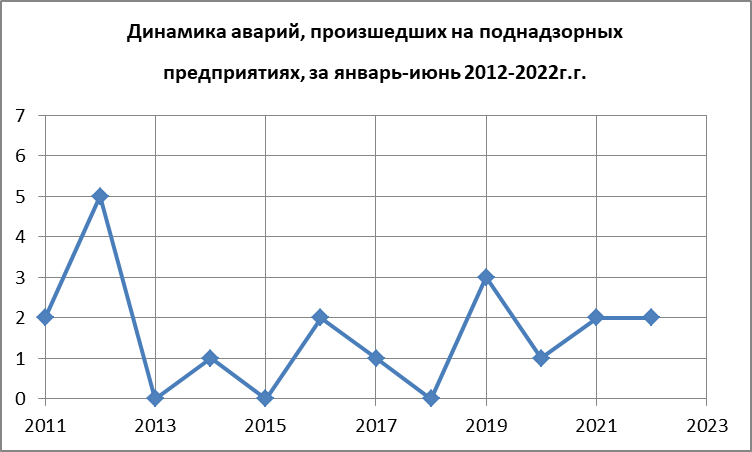 Динамика аварий, произошедших на поднадзорных
предприятиях, за январь-июнь 2012-2022г.г.
7
6
5
4
3
2
1
0
2011 2013 2015 2017 2019 2021 2023